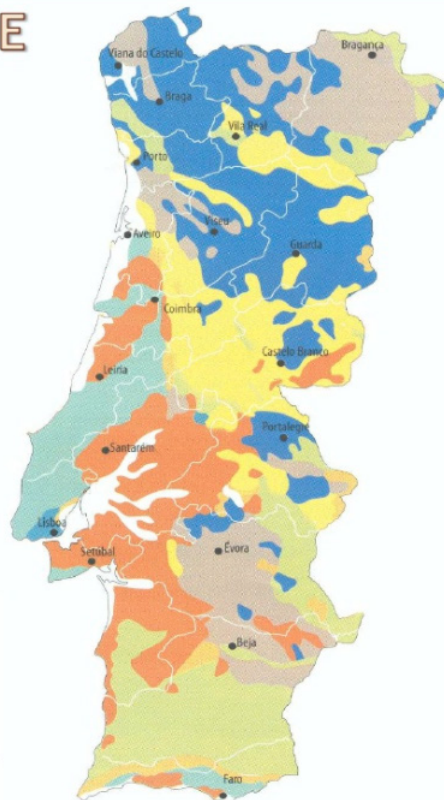 E
Viana do Castelo
Bragança
Braga
Vila Real
Porto
Viseu
Aveiro
Guarda
Coimbra
Castelo Branco
Leiria
Portalegre
Santarém
Lisboa
Évora
Setúbal
Beja
Faro